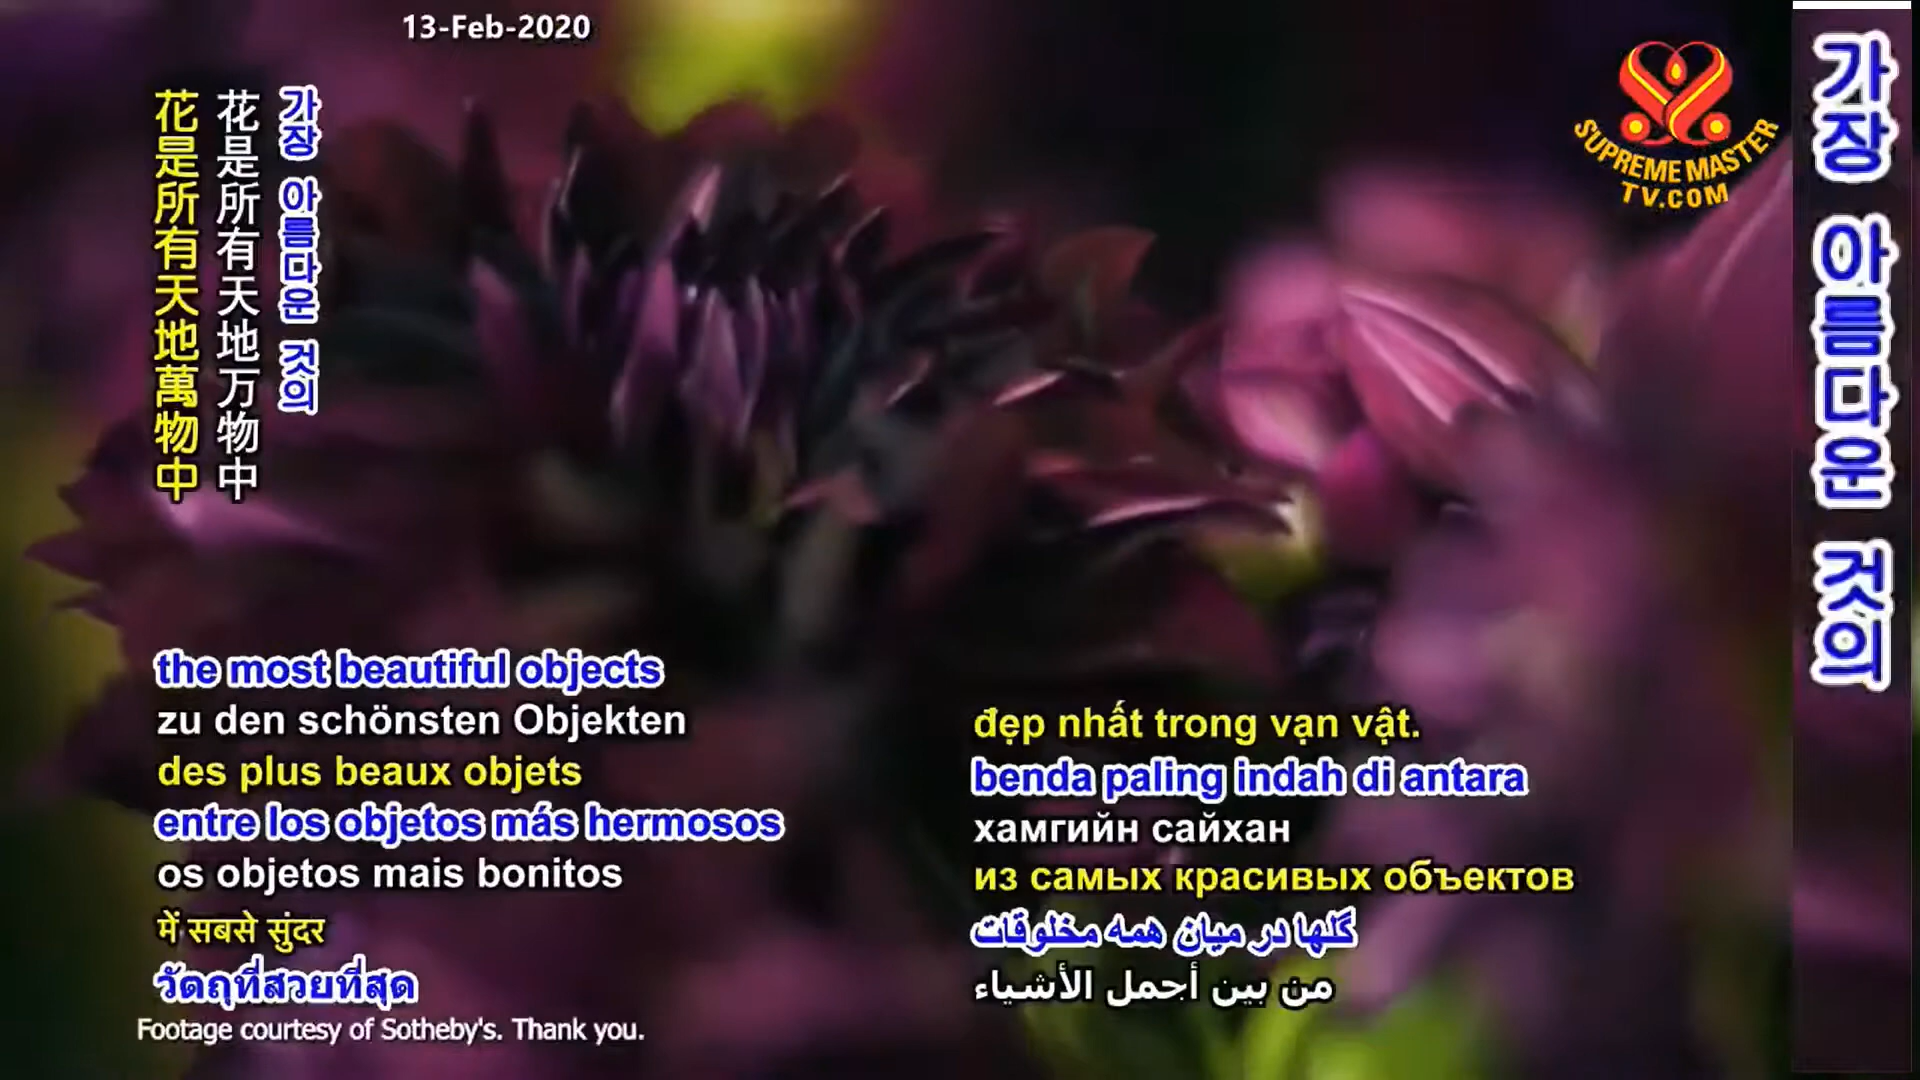 13-Feb-2020
SUPREME MASTER
TV.COM
가장 아름다운 것의
가장 아름다운 것의
花是所有天地万物中
花是所有天地萬物中
the most beautiful objects
zu den schönsten Objekten
des plus beaux objets
entre los objetos más hermosos
os objetos mais bonitos
में सबसे सुंदर
วัตถุที่สวยที่สุด
Footage courtesy of Sotheby's. Thank you.
đẹp nhất trong vạn vật.
benda paling indah di antara
хамгийн сайхан
из самых красивых объектов
گلها در میان همه مخلوقات
من بين أجمل الأشياء